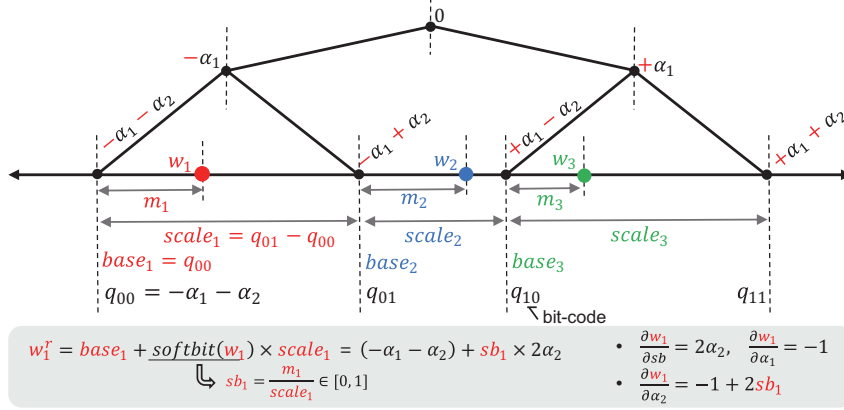 0
−α₁
+α₁
−α₁ − α₂
−α₁ + α₂
+α₁ − α₂
+α₁ + α₂
w₁
w₂
w₃
m₁
m₂
m₃
scale₁ = q₀₁ − q₀₀
scale₂
scale₃
base₁ = q₀₀
base₂
base₃
q₀₀ = −α₁ − α₂
q₀₁
q₁₀
q₁₁
bit-code
w₁ʳ = base₁ + softbit(w₁) × scale₁ = (−α₁ − α₂) + sb₁ × 2α₂
sb₁ = m₁/scale₁ ∈ [0, 1]
• ∂w₁/∂sb = 2α₂, ∂w₁/∂α₁ = −1
• ∂w₁/∂α₂ = −1 + 2sb₁